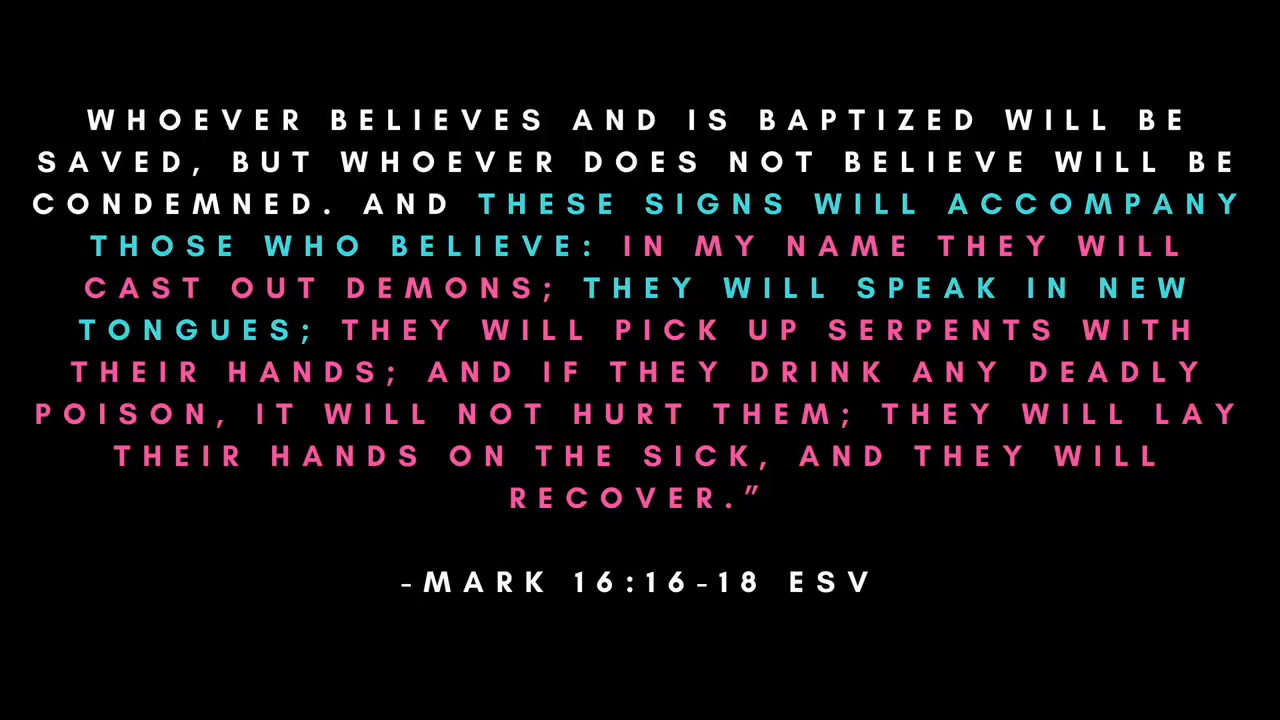 WHOEVER BELIEVES AND IS BAPTIZED WILL BE
SAVED, BUT WHOEVER DOES NOT BELIEVE WILL BE
CONDEMNED. AND THESE SIGNS WILL ACCOMPANY
THOSE WHO BELIEVE: IN MY NAME THEY WILL
CAST OUT DEMONS; THEY WILL SPEAK IN NEW
TONGUES; THEY WILL PICK UP SERPENTS WITH
THEIR HANDS; AND IF THEY DRINK ANY DEADLY
POISON, IT WILL NOT HURT THEM; THEY WILL LAY
THEIR HANDS ON THE SICK, AND THEY WILL
RECOVER.”
-MARK 16:16-18 ESV